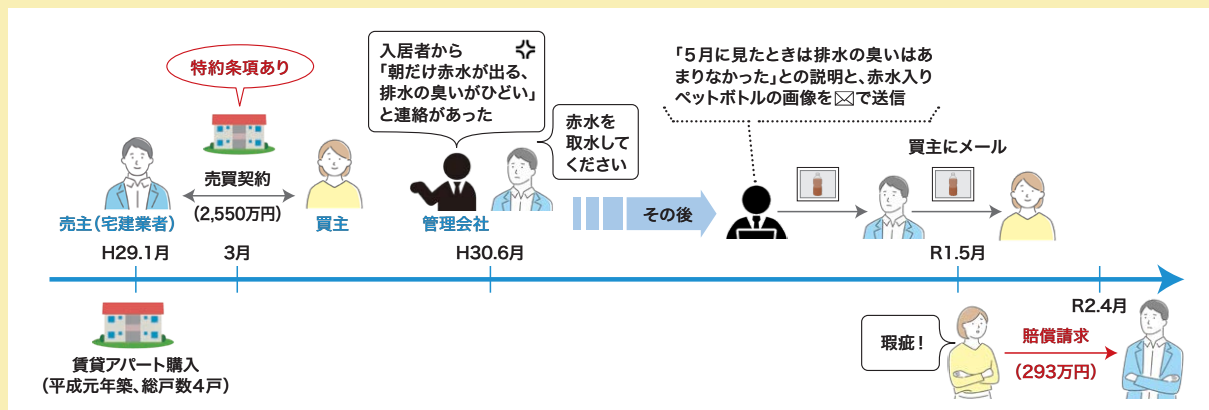 特約条項あり
売買契約
(2,550万円)
売主(宅建業者)
買主
入居者から
「朝だけ赤水が出る、
排水の臭いがひどい」
と連絡があった
赤水を
取水して
ください
管理会社
その後
「5月に見たときは排水の臭いはあ
まりなかった」との説明と、赤水入り
ペットボトルの画像を✉で送信
買主にメール
H29.1月
3月
H30.6月
R1.5月
R2.4月
賃貸アパート購入
(平成元年築、総戸数4戸)
瑕疵!
賠償請求
(293万円)